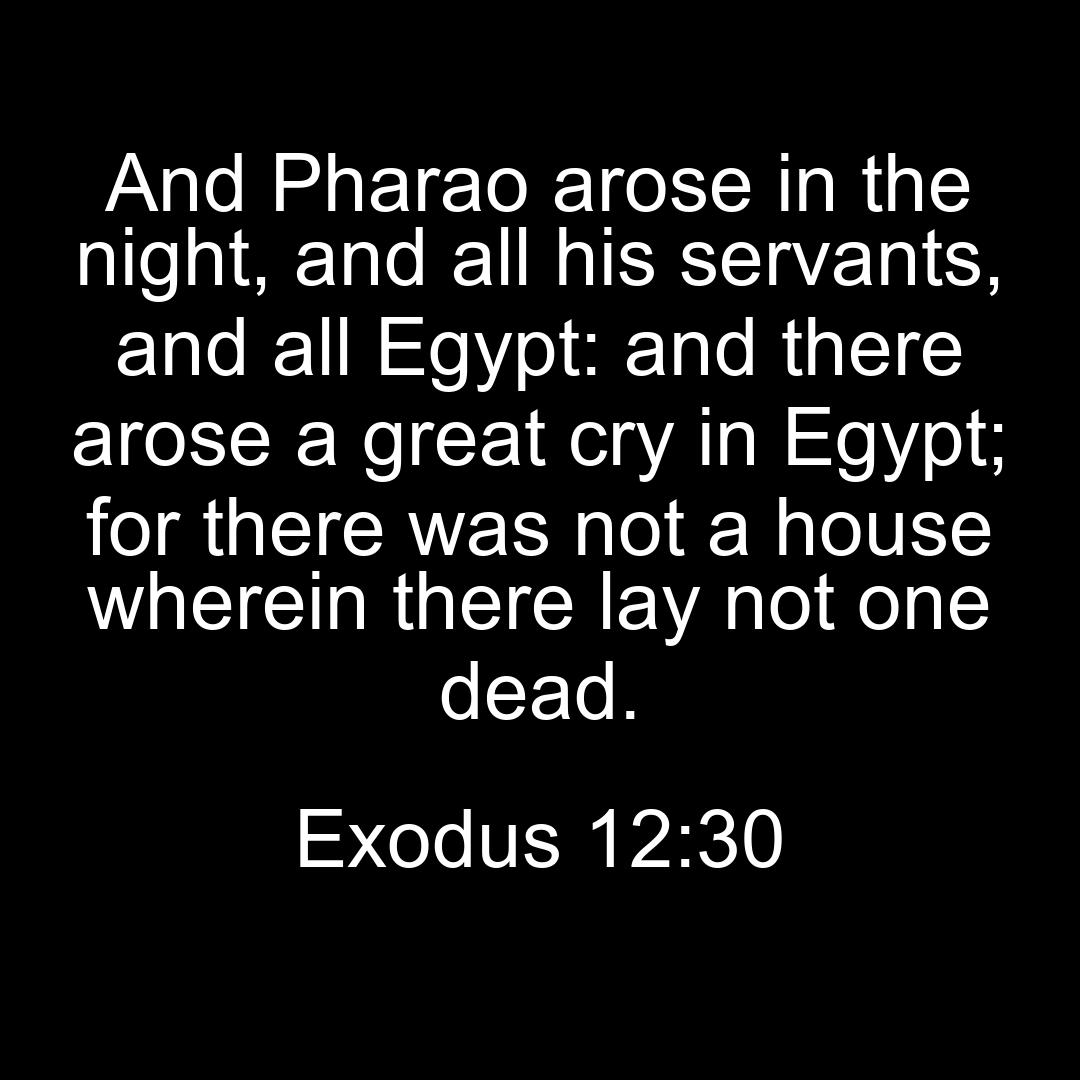 And Pharao arose in the
night, and all his servants,
and all Egypt: and there
arose a great cry in Egypt;
for there was not a house
wherein there lay not one
dead.
Exodus 12:30